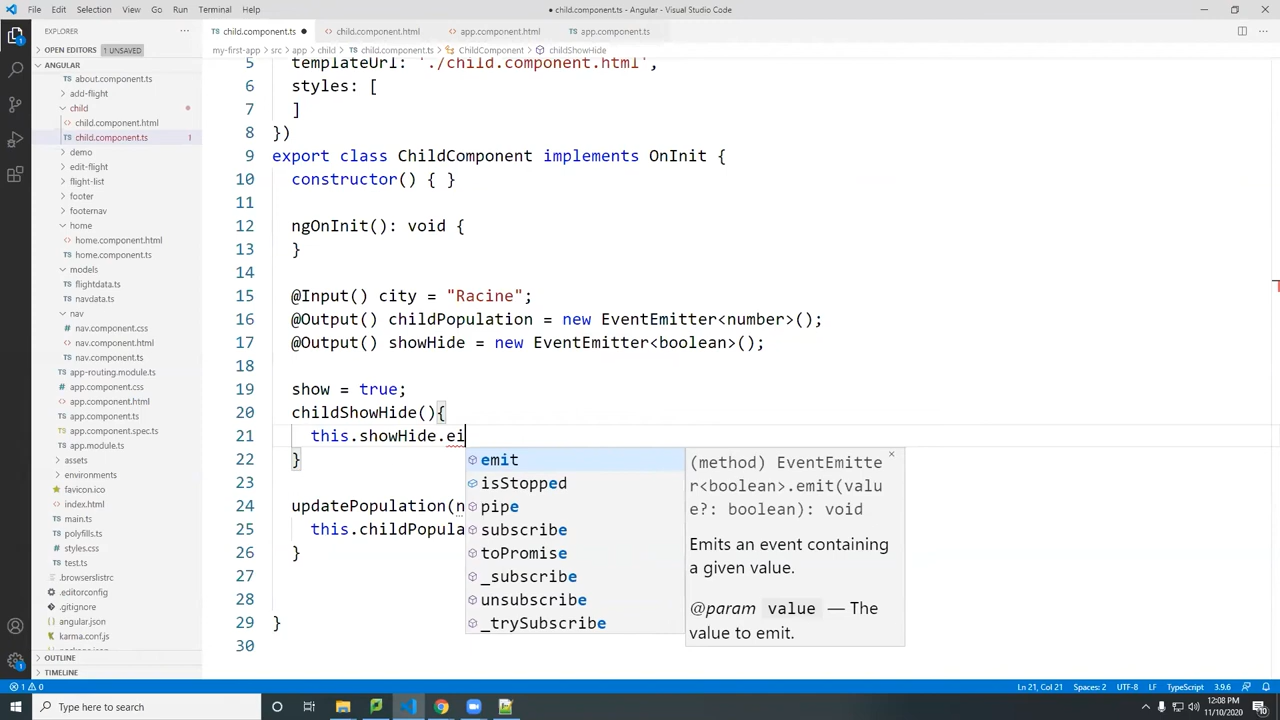 File Edit Selection View Go Run Terminal Help
● child.component.ts - Angular - Visual Studio Code
EXPLORER
child.component.ts
child.component.html
app.component.html
app.component.ts
OPEN EDITORS 1 UNSAVED
my-first-app > src > app > child > child.component.ts > ChildComponent > childShowHide
ANGULAR
about.component.ts
add-flight
child
child.component.html
child.component.ts 1
demo
edit-flight
flight-list
footer
footernav
home
home.component.html
home.component.ts
models
flightdata.ts
navdata.ts
nav
nav.component.css
nav.component.html
nav.component.ts
app-routing.module.ts
app.component.css
app.component.html
app.component.ts
app.component.spec.ts
app.module.ts
assets
environments
favicon.ico
index.html
main.ts
polyfills.ts
styles.css
test.ts
.browserslistrc
.editorconfig
.gitignore
angular.json
karma.conf.js
OUTLINE
TIMELINE
5 templateUrl: './child.component.html',
6 styles: [
7 ]
8 })
9 export class ChildComponent implements OnInit {
10 constructor() { }
11
12 ngOnInit(): void {
13 }
14
15 @Input() city = "Racine";
16 @Output() childPopulation = new EventEmitter<number>();
17 @Output() showHide = new EventEmitter<boolean>();
18
19 show = true;
20 childShowHide(){
21 this.showHide.ei
22 }
23
24 updatePopulation(n
25 this.childPopula
26 }
27
28
29 }
30
emit
isStopped
pipe
subscribe
toPromise
_subscribe
unsubscribe
_trySubscribe
(method) EventEmitte
r<boolean>.emit(valu
e?: boolean): void
Emits an event containing
a given value.
@param value — The
value to emit.
1 0
Ln 21, Col 21 Spaces: 2 UTF-8 LF TypeScript 3.9.6
Type here to search
12:08 PM
11/10/2020